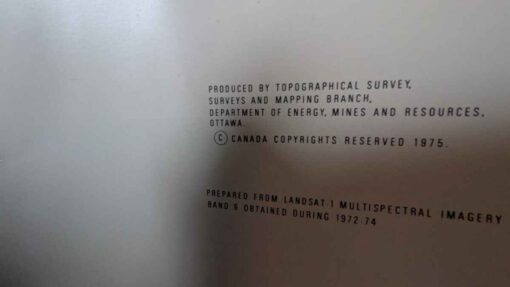 PRODUCED BY TOPOGRAPHICAL SURVEY,
SURVEYS AND MAPPING BRANCH,
DEPARTMENT OF ENERGY, MINES AND RESOURCES,
OTTAWA.
© CANADA COPYRIGHTS RESERVED 1975.
PREPARED FROM LANDSAT-1 MULTISPECTRAL IMAGERY
BAND 6 OBTAINED DURING 1972-74